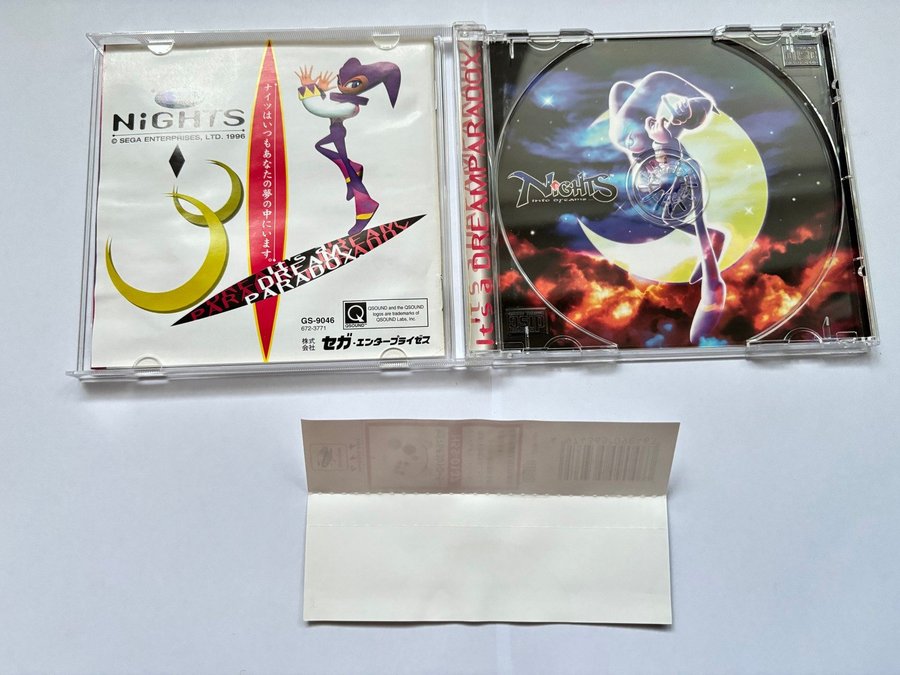 NiGHTS
© SEGA ENTERPRISES, LTD. 1996
ナイツはいつもあなたの夢の中にいます。
IT'S A DREAM
DREAM
PARADOX
GS-9046
672-3771
Q
QSOUND
QSOUND and the QSOUND
logos are trademarks of
QSOUND Labs, Inc.
株式
会社
セガ・エンタープライゼス
It's a DREAMPARADOX
NiGHTS
into dreams...